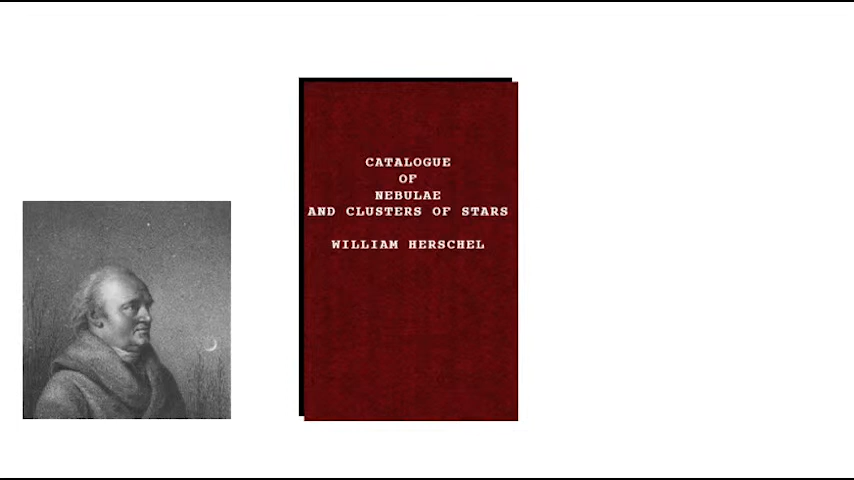 CATALOGUE
OF
NEBULAE
AND CLUSTERS OF STARS
WILLIAM HERSCHEL